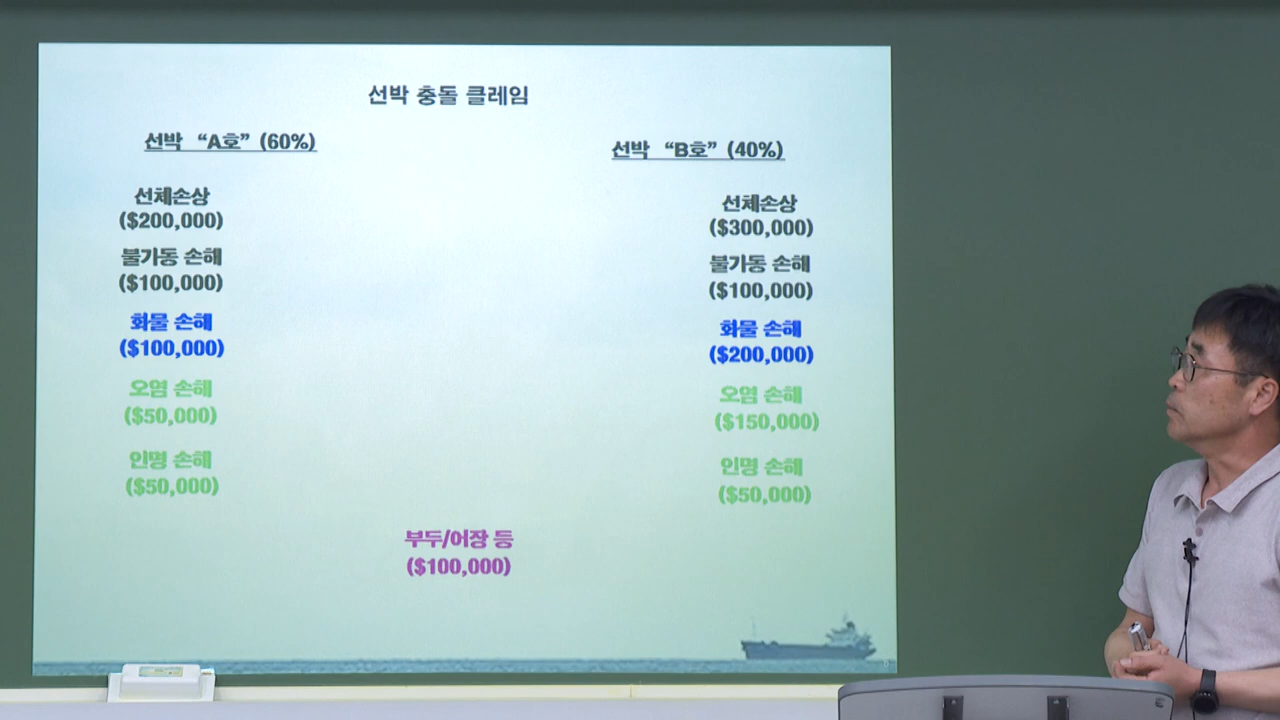 선박 충돌 클레임
선박 “A호” (60%)
선체손상
($200,000)
불가동 손해
($100,000)
화물 손해
($100,000)
오염 손해
($50,000)
인명 손해
($50,000)
선박 “B호” (40%)
선체손상
($300,000)
불가동 손해
($100,000)
화물 손해
($200,000)
오염 손해
($150,000)
인명 손해
($50,000)
부두/어장 등
($100,000)